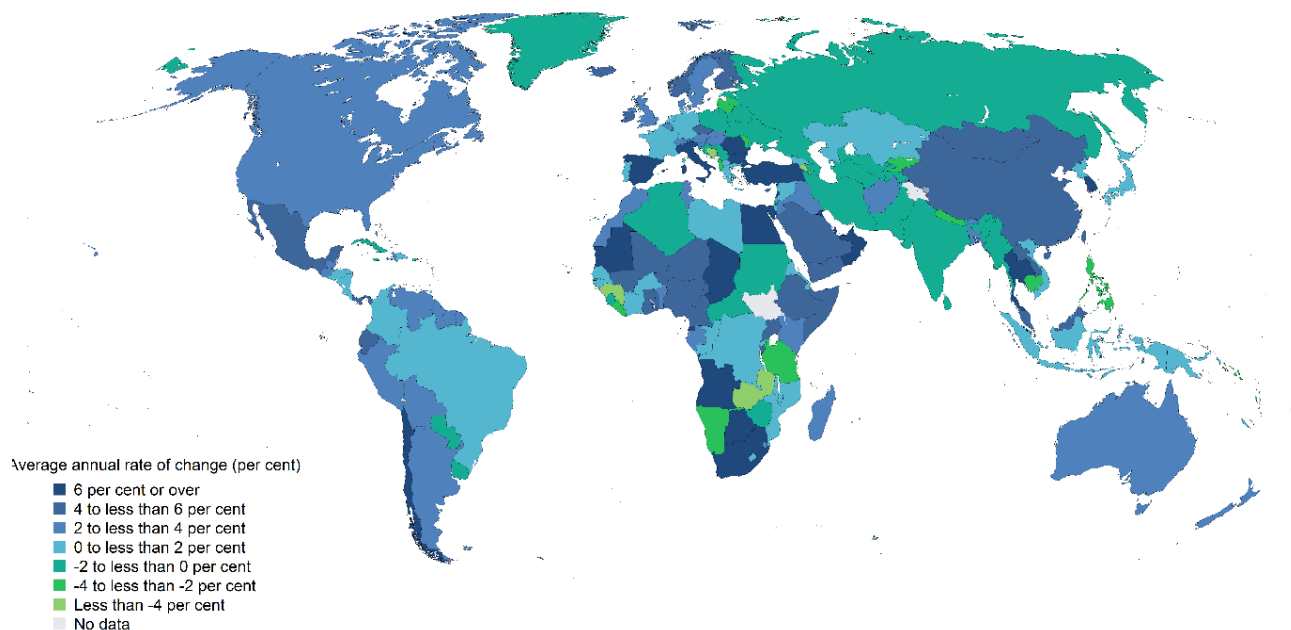 Average annual rate of change (per cent)
6 per cent or over
4 to less than 6 per cent
2 to less than 4 per cent
0 to less than 2 per cent
-2 to less than 0 per cent
-4 to less than -2 per cent
Less than -4 per cent
No data